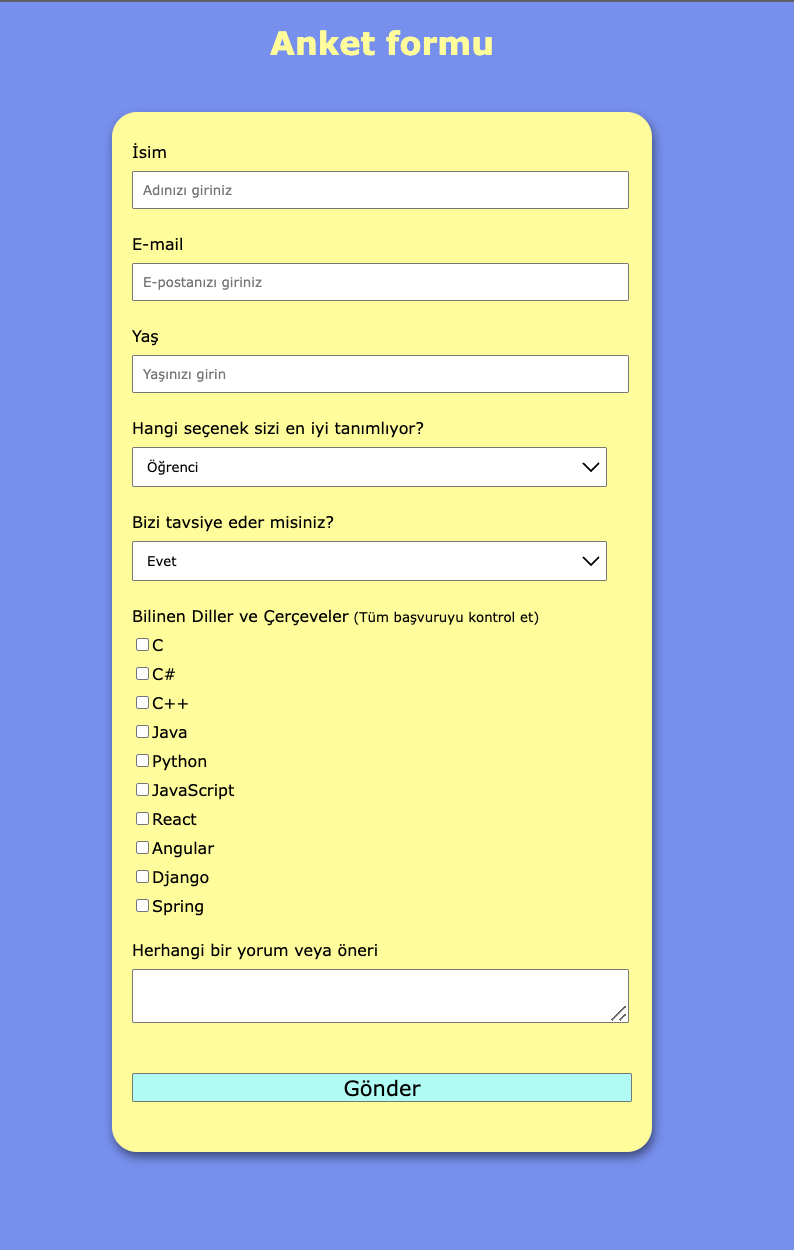 Anket formu
İsim
Adınızı giriniz
E-mail
E-postanızı giriniz
Yaş
Yaşınızı girin
Hangi seçenek sizi en iyi tanımlıyor?
Öğrenci
Bizi tavsiye eder misiniz?
Evet
Bilinen Diller ve Çerçeveler (Tüm başvuruyu kontrol et)
C
C#
C++
Java
Python
JavaScript
React
Angular
Django
Spring
Herhangi bir yorum veya öneri
Gönder